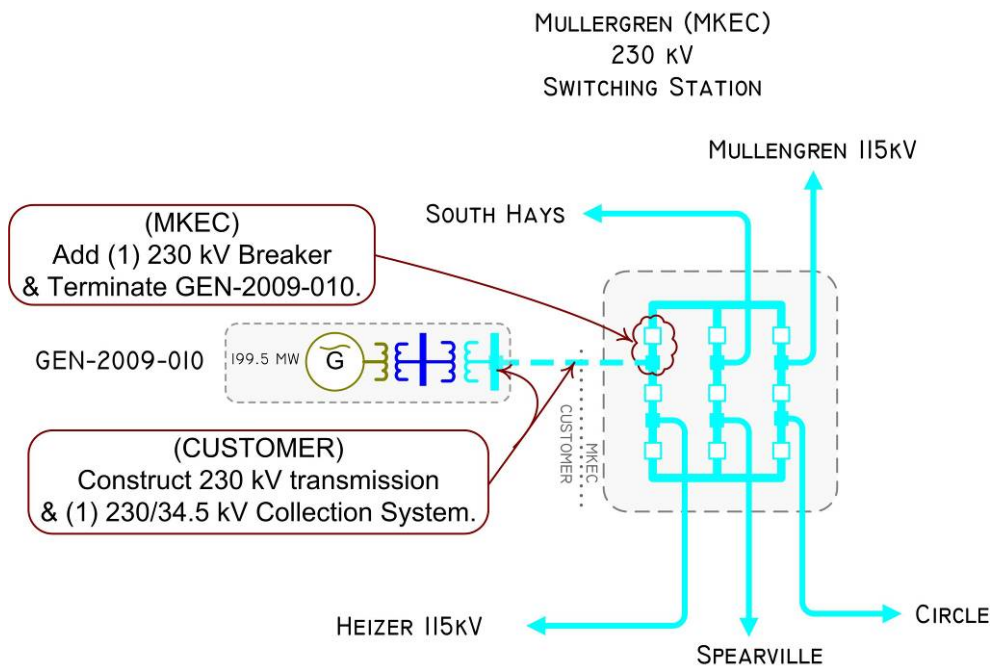 MULLERGREN (MKEC)
230 KV
SWITCHING STATION
MULLENGREN 115KV
SOUTH HAYS
(MKEC)
Add (1) 230 kV Breaker
& Terminate GEN-2009-010.
GEN-2009-010
199.5 MW
G
CUSTOMER
MKEC
(CUSTOMER)
Construct 230 kV transmission
& (1) 230/34.5 kV Collection System.
HEIZER 115KV
CIRCLE
SPEARVILLE